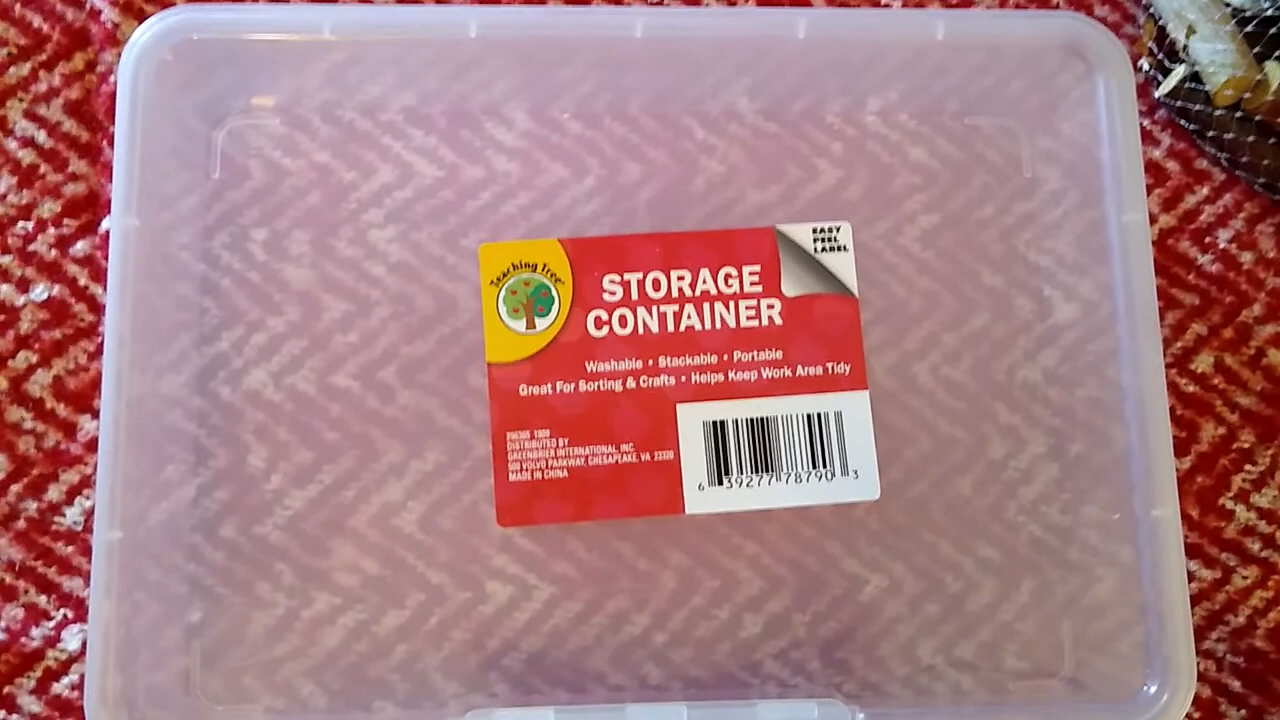 Teaching Tree
EASY
PEEL
LABEL
STORAGE
CONTAINER
Washable • Stackable • Portable
Great For Sorting & Crafts • Helps Keep Work Area Tidy
DISTRIBUTED BY
GREENBRIER INTERNATIONAL, INC.
500 VOLVO PARKWAY, CHESAPEAKE, VA 23320
MADE IN CHINA
6 39277 78790 3